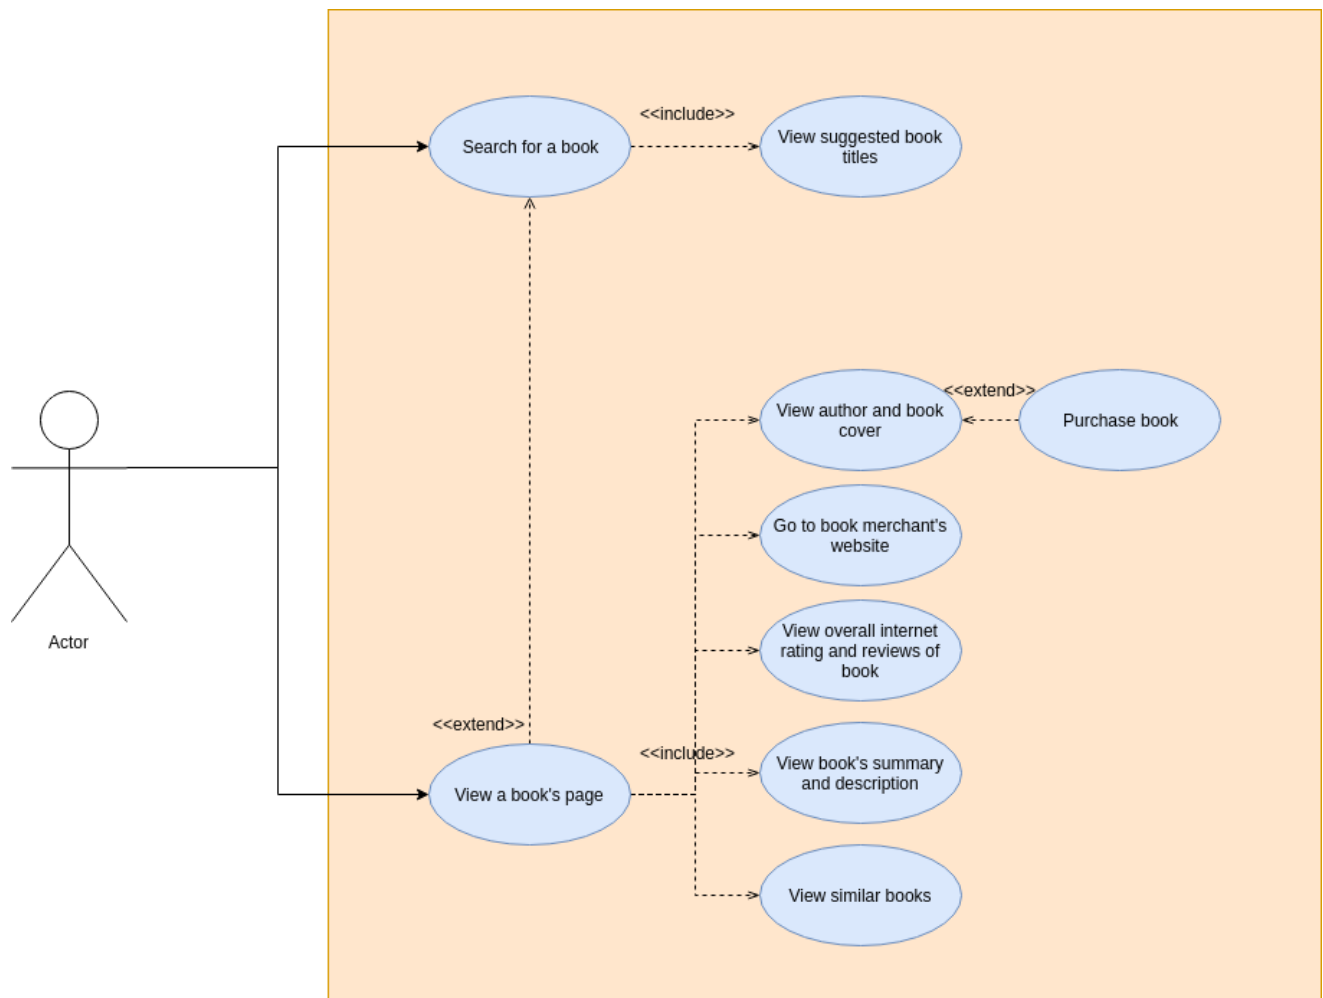 <<include>>
Search for a book
View suggested book
titles
<<extend>>
View author and book
cover
Purchase book
Go to book merchant's
website
View overall internet
rating and reviews of
book
Actor
<<extend>>
<<include>>
View book's summary
and description
View a book's page
View similar books